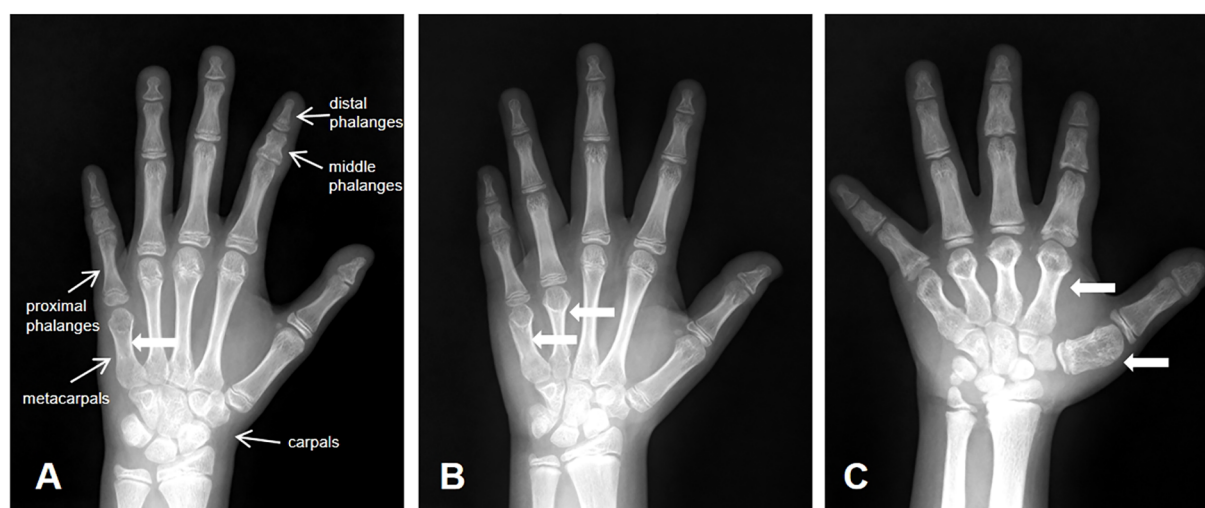 distal
phalanges
middle
phalanges
proximal
phalanges
metacarpals
carpals
A
B
C